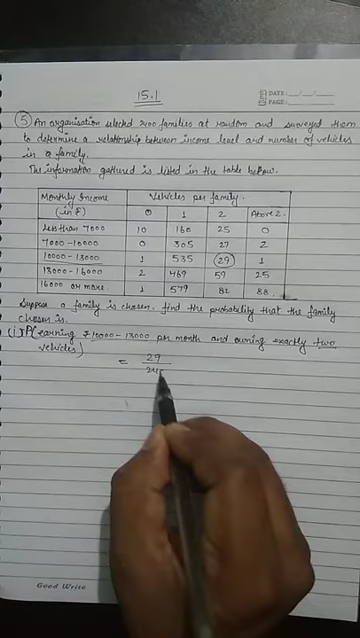 15.1
DATE: __/__/__
PAGE:
(5) An organisation selected 2400 families at random and surveyed them
to determine a relationship between income level and number of vehicles
in a family.
The information gathered is listed in the table below.
Monthly Income (in ₹) Vehicles per family
0 1 2 Above 2
Less than 7000 10 160 25 0
7000-10000 0 305 27 2
10000-13000 1 535 29 1
13000-16000 2 469 59 25
16000 or more 1 579 82 88
Suppose a family is chosen. find the probability that the family
chosen is.
(i) P(earning ₹10000-13000 per month and owning exactly two
vehicles)
= 29
Good Write